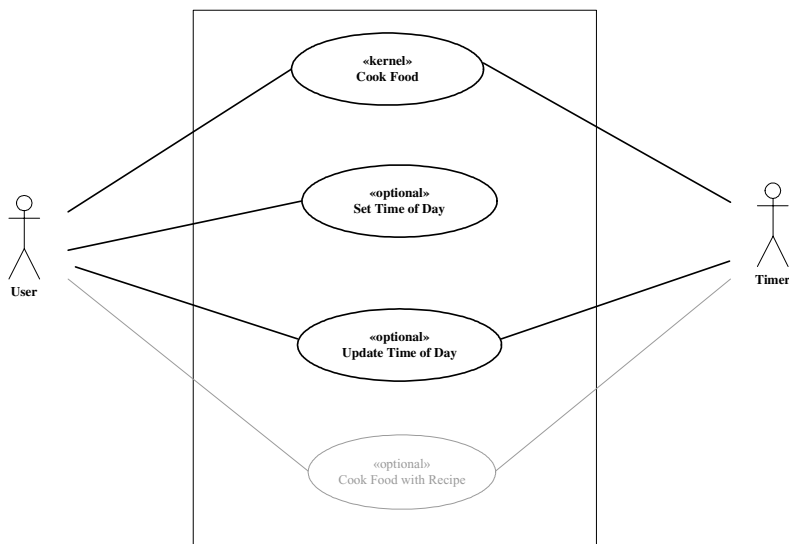 «kernel»
Cook Food
«optional»
Set Time of Day
User
Timer
«optional»
Update Time of Day
«optional»
Cook Food with Recipe